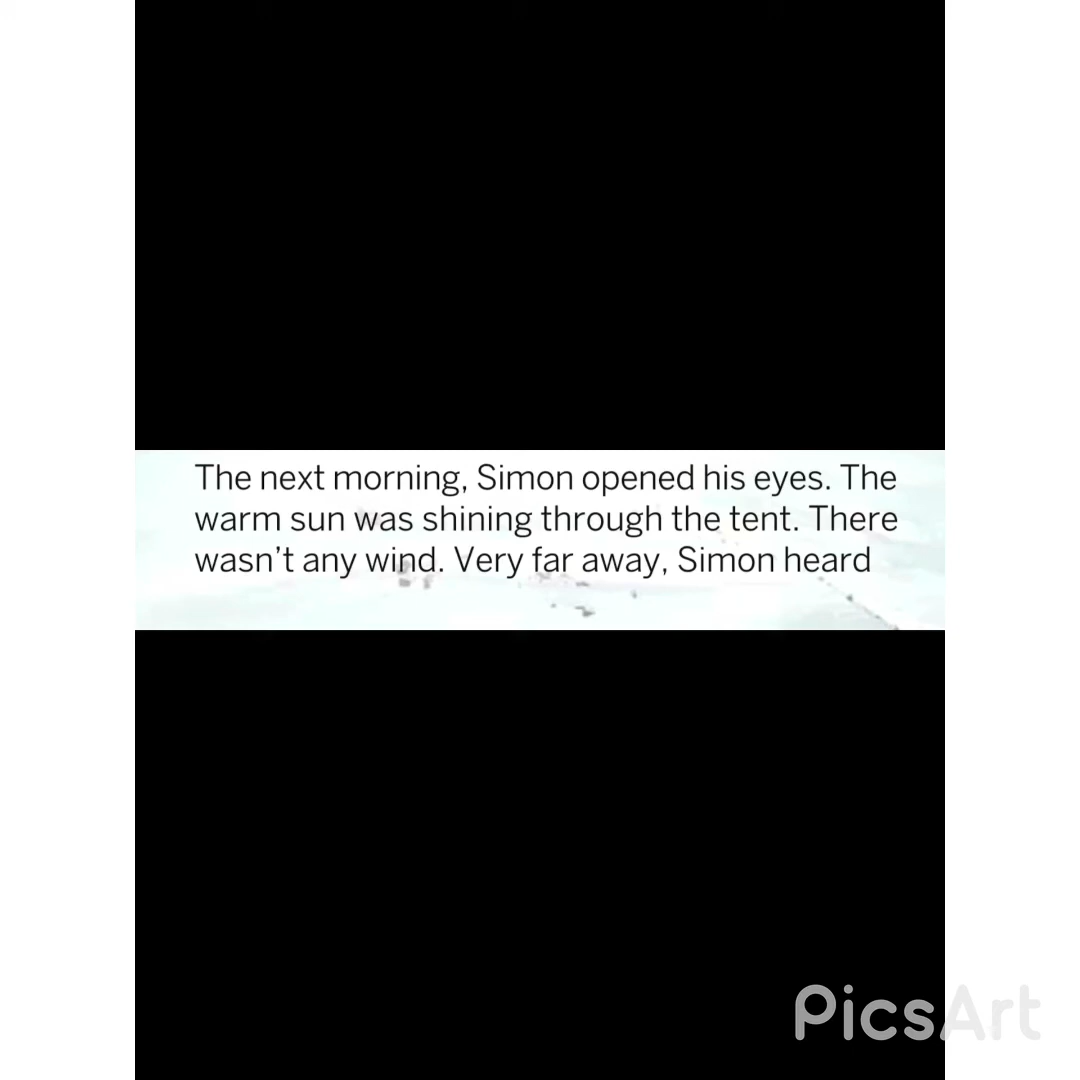 The next morning, Simon opened his eyes. The
warm sun was shining through the tent. There
wasn't any wind. Very far away, Simon heard
PicsArt